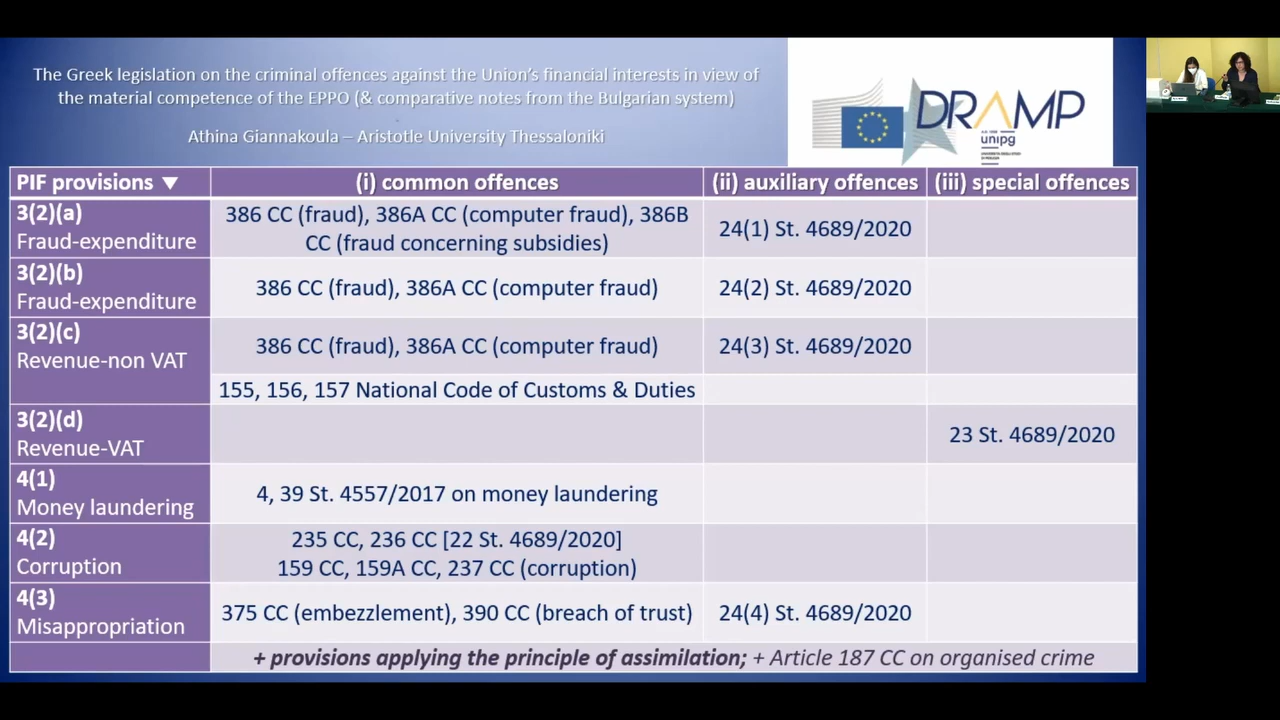 The Greek legislation on the criminal offences against the Union's financial interests in view of
the material competence of the EPPO (& comparative notes from the Bulgarian system)
Athina Giannakoula – Aristotle University Thessaloniki
DRAMP
unipg
PIF provisions ▼
(i) common offences
(ii) auxiliary offences
(iii) special offences
3(2)(a)
Fraud-expenditure
386 CC (fraud), 386A CC (computer fraud), 386B
CC (fraud concerning subsidies)
24(1) St. 4689/2020
3(2)(b)
Fraud-expenditure
386 CC (fraud), 386A CC (computer fraud)
24(2) St. 4689/2020
3(2)(c)
Revenue-non VAT
386 CC (fraud), 386A CC (computer fraud)
24(3) St. 4689/2020
155, 156, 157 National Code of Customs & Duties
3(2)(d)
Revenue-VAT
23 St. 4689/2020
4(1)
Money laundering
4, 39 St. 4557/2017 on money laundering
4(2)
Corruption
235 CC, 236 CC [22 St. 4689/2020]
159 CC, 159A CC, 237 CC (corruption)
4(3)
Misappropriation
375 CC (embezzlement), 390 CC (breach of trust)
24(4) St. 4689/2020
+ provisions applying the principle of assimilation; + Article 187 CC on organised crime